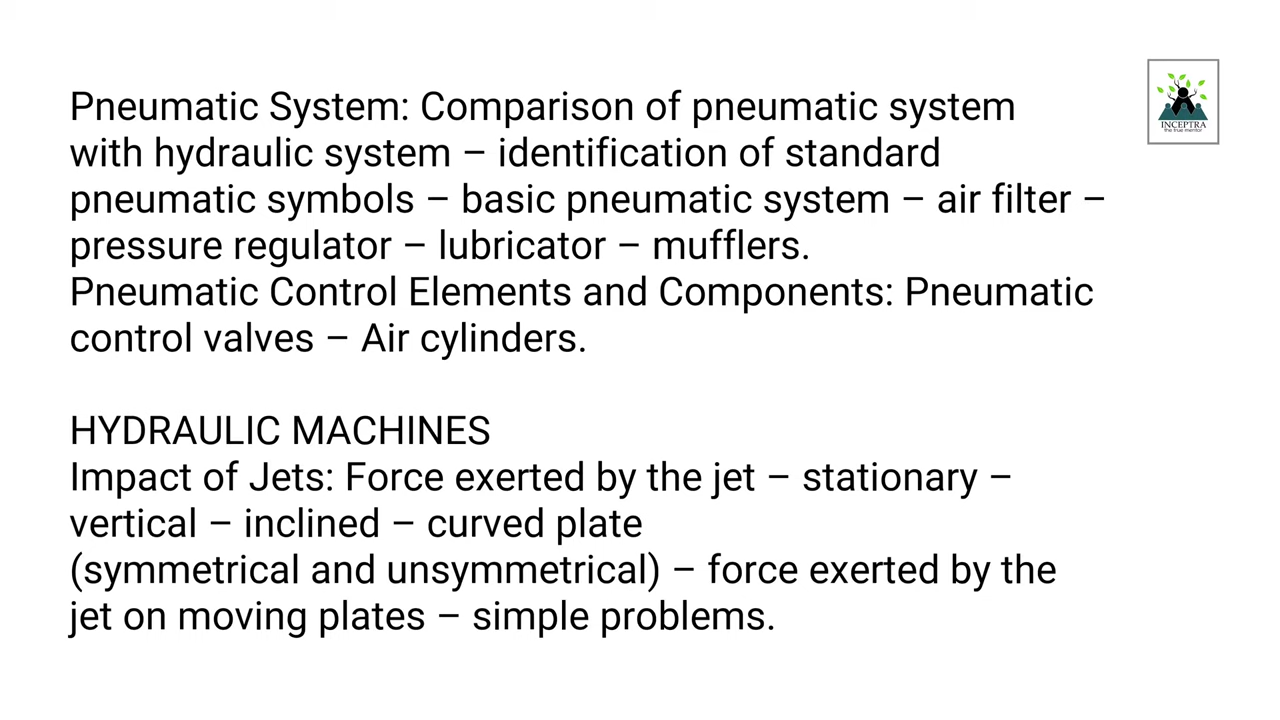 Pneumatic System: Comparison of pneumatic system
with hydraulic system – identification of standard
pneumatic symbols – basic pneumatic system – air filter –
pressure regulator – lubricator – mufflers.
Pneumatic Control Elements and Components: Pneumatic
control valves – Air cylinders.
HYDRAULIC MACHINES
Impact of Jets: Force exerted by the jet – stationary –
vertical – inclined – curved plate
(symmetrical and unsymmetrical) – force exerted by the
jet on moving plates – simple problems.
INCEPTRA
the true mentor